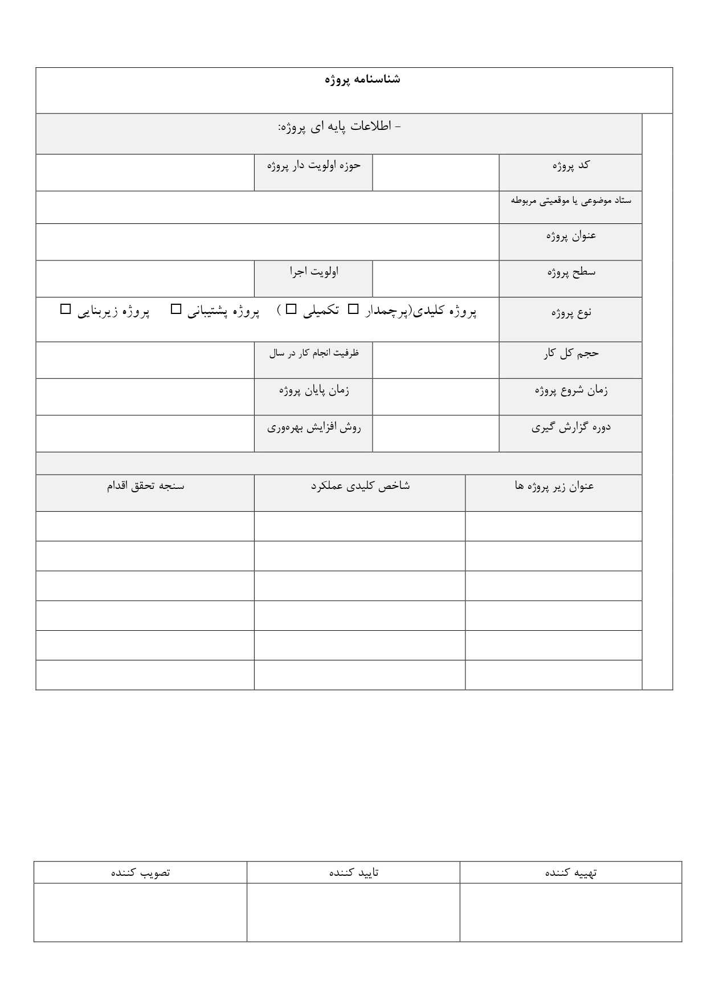 شناسنامه پروژه
- اطلاعات پایه ای پروژه:
کد پروژه حوزه اولویت دار پروژه
ستاد موضوعی یا موقعیتی مربوطه
عنوان پروژه
سطح پروژه اولویت اجرا
نوع پروژه پروژه کلیدی(پرچمدار □ تکمیلی □ ) پروژه پشتیبانی □ پروژه زیربنایی □
حجم کل کار ظرفیت انجام کار در سال
زمان شروع پروژه زمان پایان پروژه
دوره گزارش گیری روش افزایش بهره‌وری
عنوان زیر پروژه ها شاخص کلیدی عملکرد سنجه تحقق اقدام
تهییه کننده تایید کننده تصویب کننده